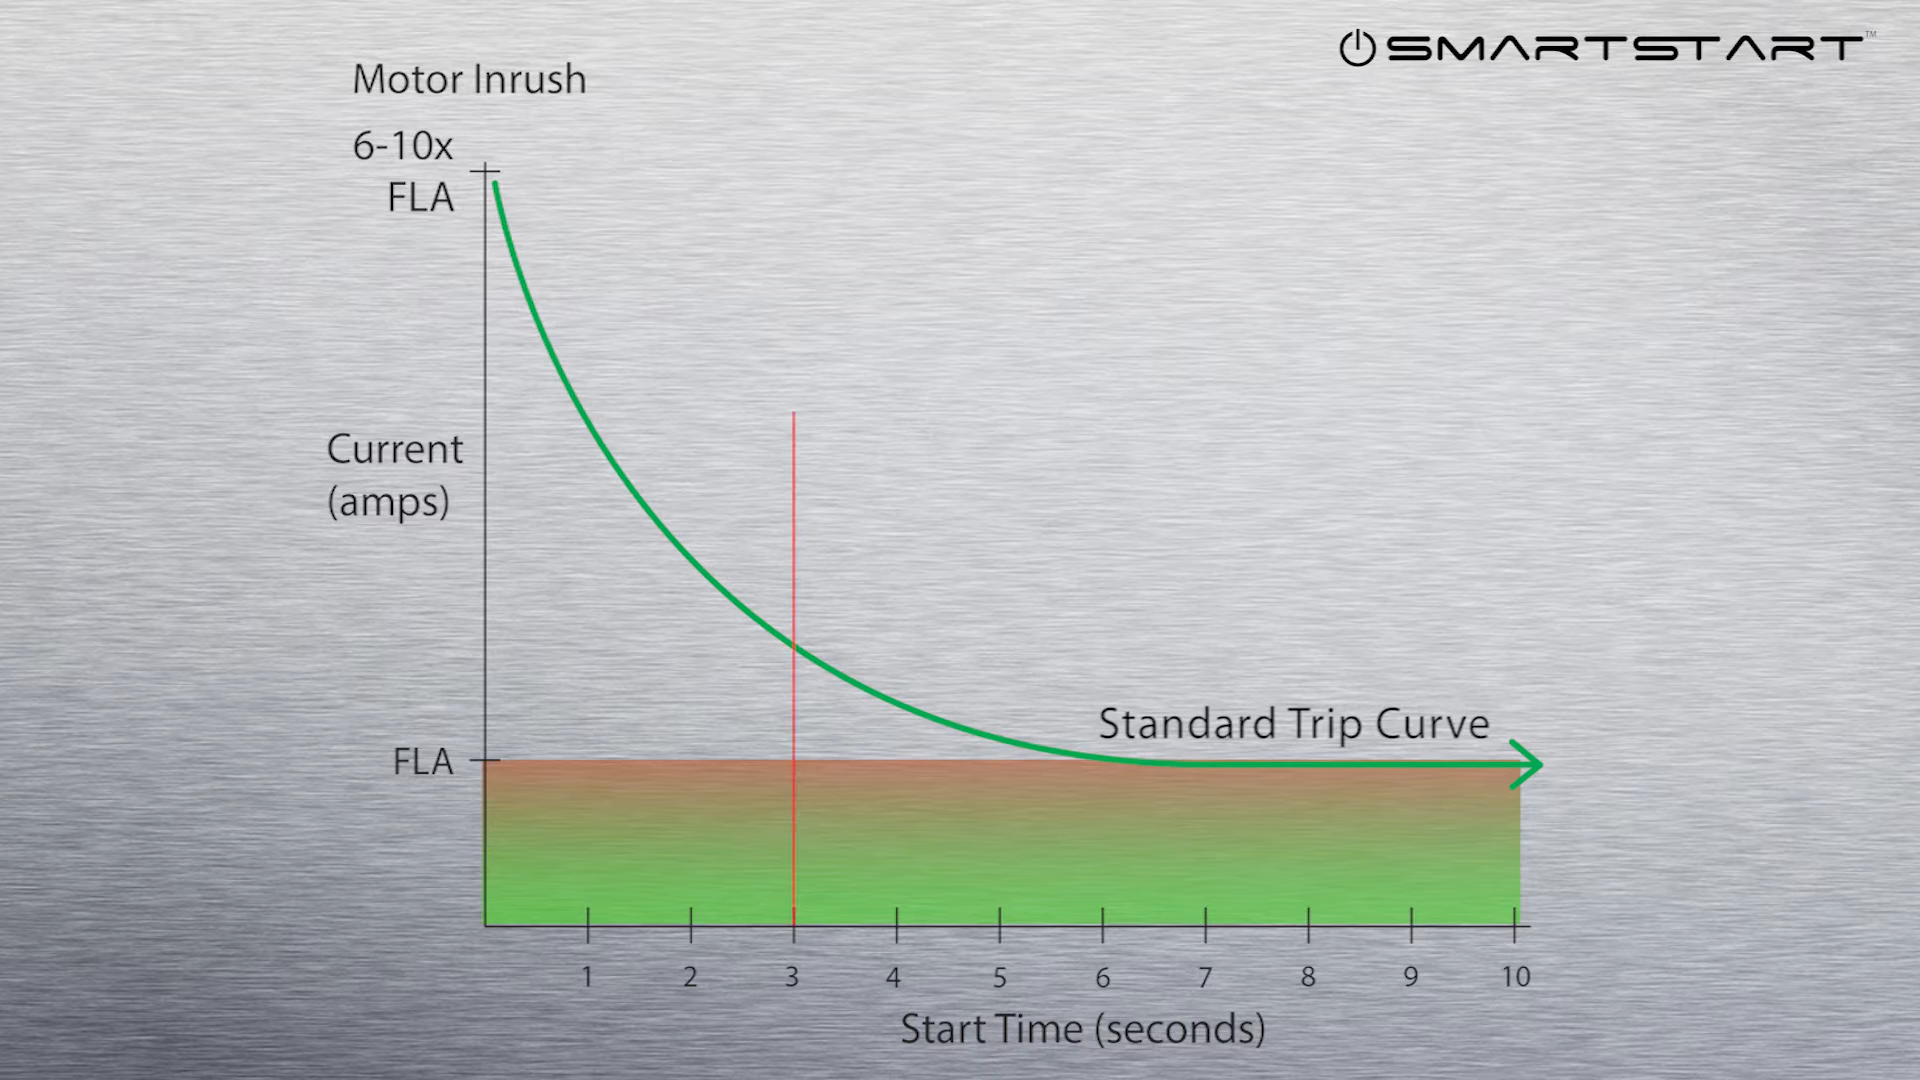 SMARTSTART™
Motor Inrush
6-10x
FLA
Current
(amps)
Standard Trip Curve
FLA
1 2 3 4 5 6 7 8 9 10
Start Time (seconds)